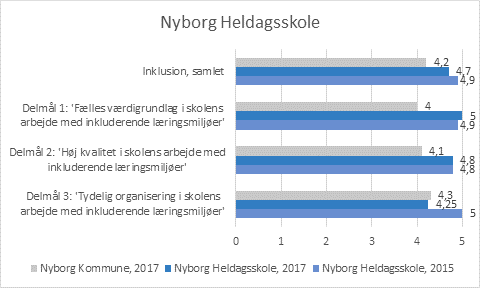 Nyborg Heldagsskole
Inklusion, samlet
4,2
4,7
4,9
Delmål 1: 'Fælles værdigrundlag i skolens
arbejde med inkluderende læringsmiljøer'
4
5
4,9
Delmål 2: 'Høj kvalitet i skolens arbejde med
inkluderende læringsmiljøer'
4,1
4,8
4,8
Delmål 3: 'Tydelig organisering i skolens
arbejde med inkluderende læringsmiljøer'
4,3
4,25
5
0 1 2 3 4 5
Nyborg Kommune, 2017 Nyborg Heldagsskole, 2017 Nyborg Heldagsskole, 2015